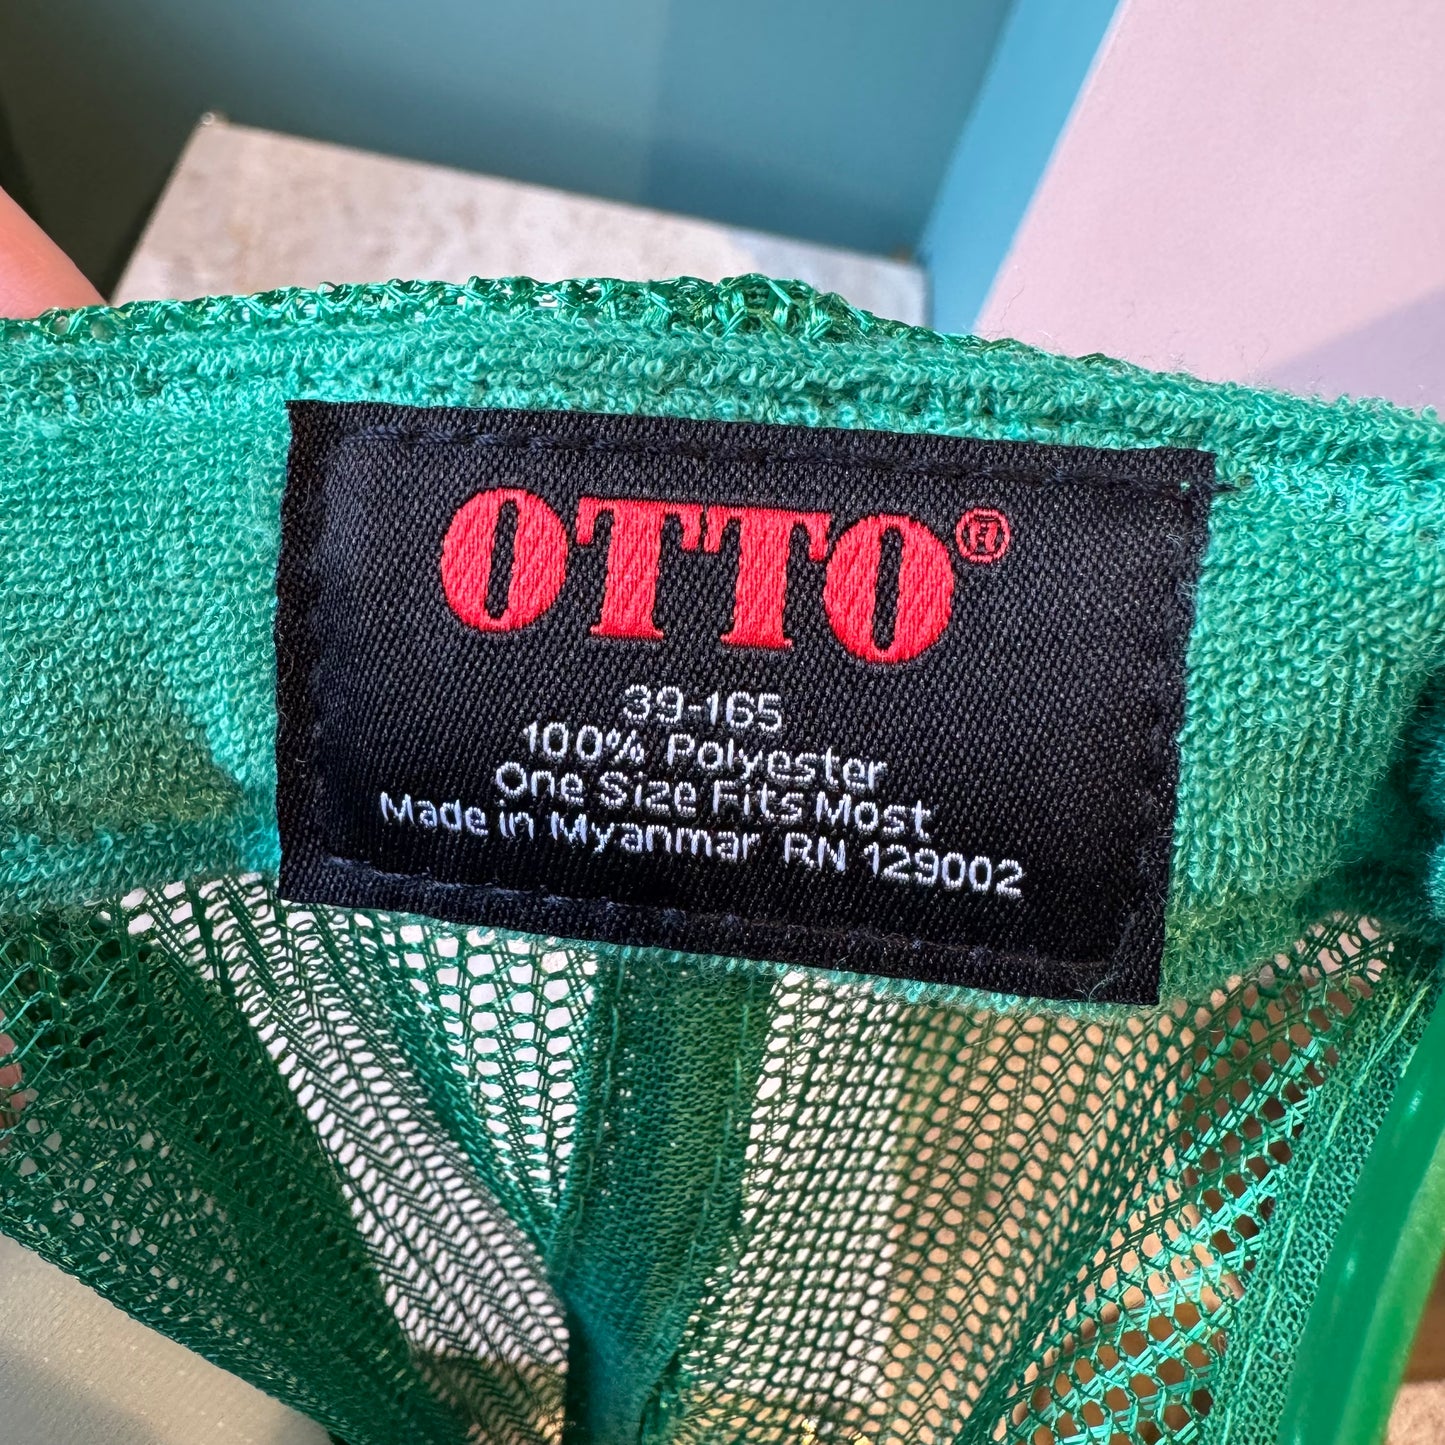 OTTO®
39-165
100% Polyester
One Size Fits Most
Made in Myanmar RN 129002